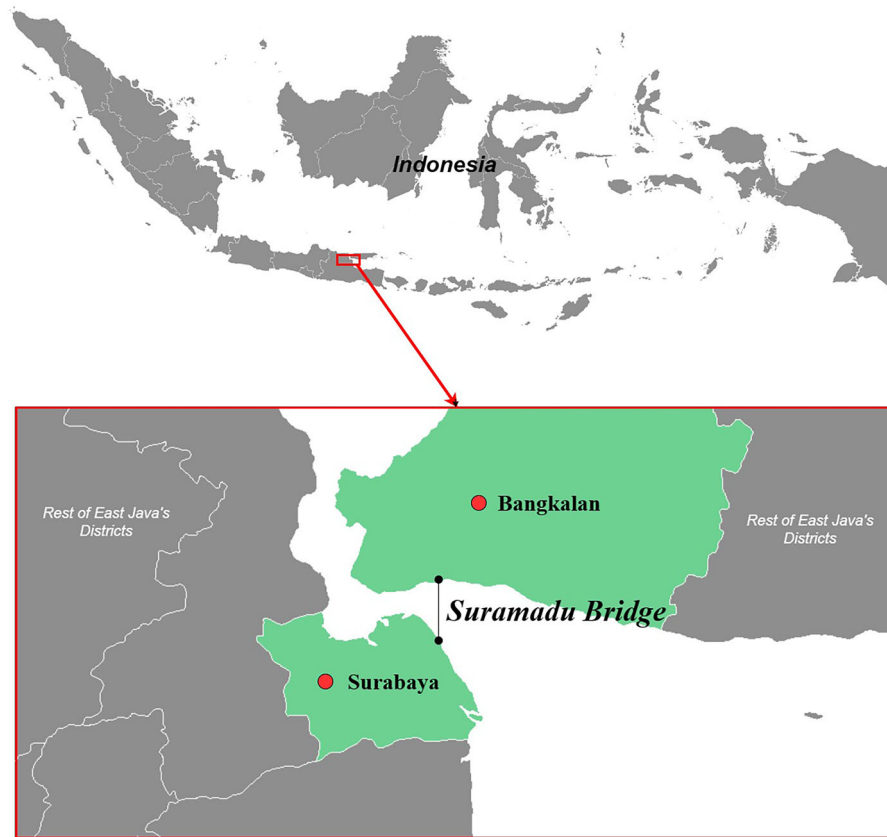 Indonesia
Bangkalan
Rest of East Java's
Districts
Rest of East Java's
Districts
Suramadu Bridge
Surabaya